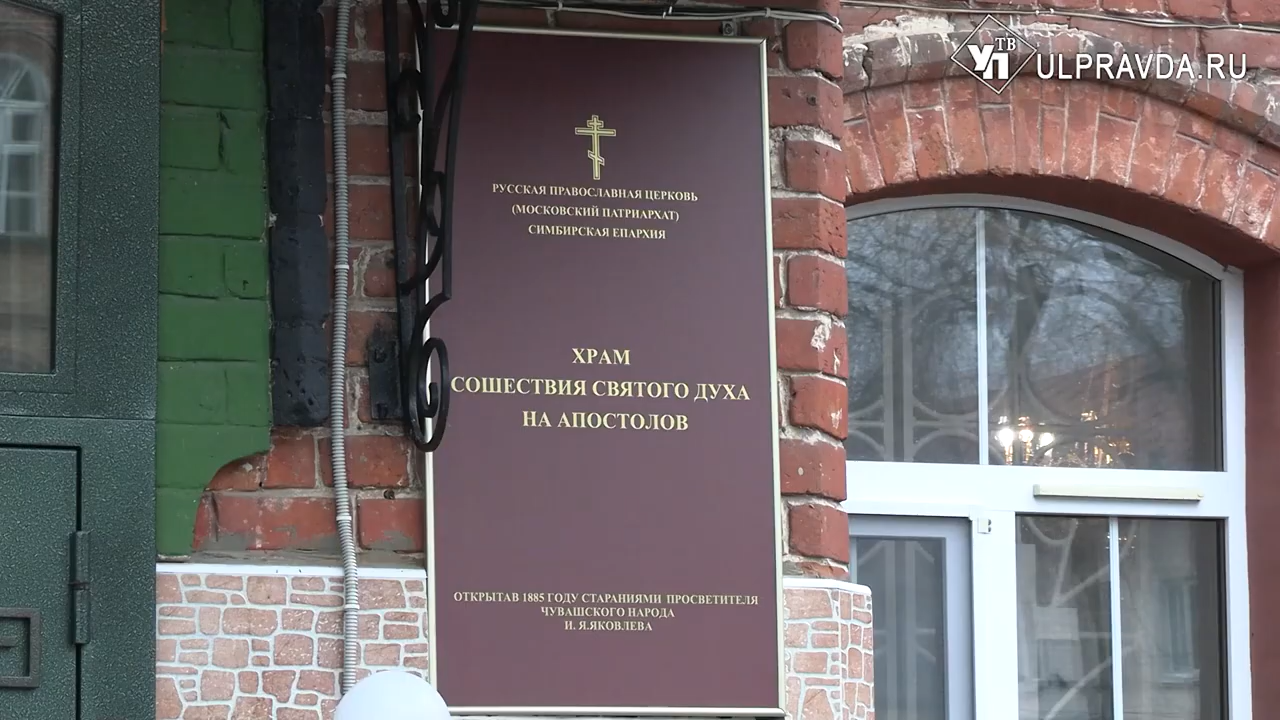 УП ТВ ULPRAVDA.RU
РУССКАЯ ПРАВОСЛАВНАЯ ЦЕРКОВЬ
(МОСКОВСКИЙ ПАТРИАРХАТ)
СИМБИРСКАЯ ЕПАРХИЯ
ХРАМ
СОШЕСТВИЯ СВЯТОГО ДУХА
НА АПОСТОЛОВ
ОТКРЫТАВ 1885 ГОДУ СТАРАНИЯМИ ПРОСВЕТИТЕЛЯ
ЧУВАШСКОГО НАРОДА
И. Я.ЯКОВЛЕВА